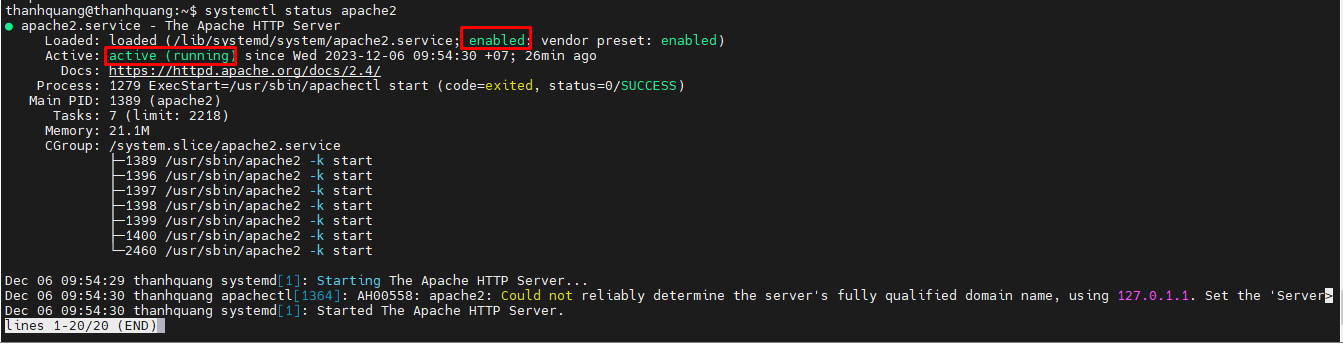 thanhquang@thanhquang:~$ systemctl status apache2
● apache2.service - The Apache HTTP Server
Loaded: loaded (/lib/systemd/system/apache2.service; enabled; vendor preset: enabled)
Active: active (running) since Wed 2023-12-06 09:54:30 +07; 26min ago
Docs: https://httpd.apache.org/docs/2.4/
Process: 1279 ExecStart=/usr/sbin/apachectl start (code=exited, status=0/SUCCESS)
Main PID: 1389 (apache2)
Tasks: 7 (limit: 2218)
Memory: 21.1M
CGroup: /system.slice/apache2.service
├─1389 /usr/sbin/apache2 -k start
├─1396 /usr/sbin/apache2 -k start
├─1397 /usr/sbin/apache2 -k start
├─1398 /usr/sbin/apache2 -k start
├─1399 /usr/sbin/apache2 -k start
├─1400 /usr/sbin/apache2 -k start
└─2460 /usr/sbin/apache2 -k start
Dec 06 09:54:29 thanhquang systemd[1]: Starting The Apache HTTP Server...
Dec 06 09:54:30 thanhquang apachectl[1364]: AH00558: apache2: Could not reliably determine the server's fully qualified domain name, using 127.0.1.1. Set the 'Server>
Dec 06 09:54:30 thanhquang systemd[1]: Started The Apache HTTP Server.
lines 1-20/20 (END)